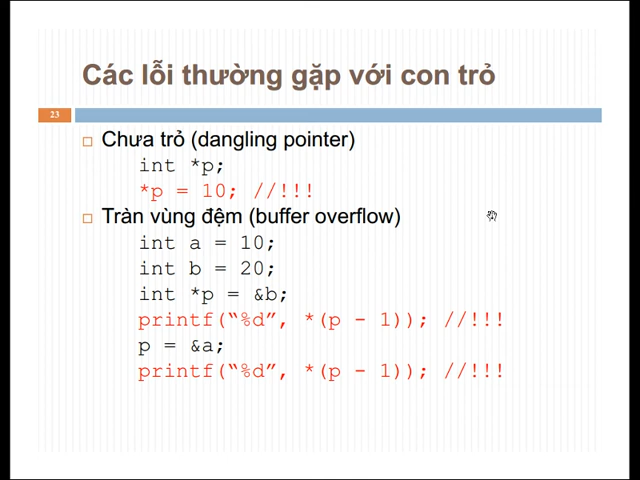 Các lỗi thường gặp với con trỏ
23
Chưa trỏ (dangling pointer)
int *p;
*p = 10; //!!!
Tràn vùng đệm (buffer overflow)
int a = 10;
int b = 20;
int *p = &b;
printf(“%d”, *(p - 1)); //!!!
p = &a;
printf(“%d”, *(p - 1)); //!!!